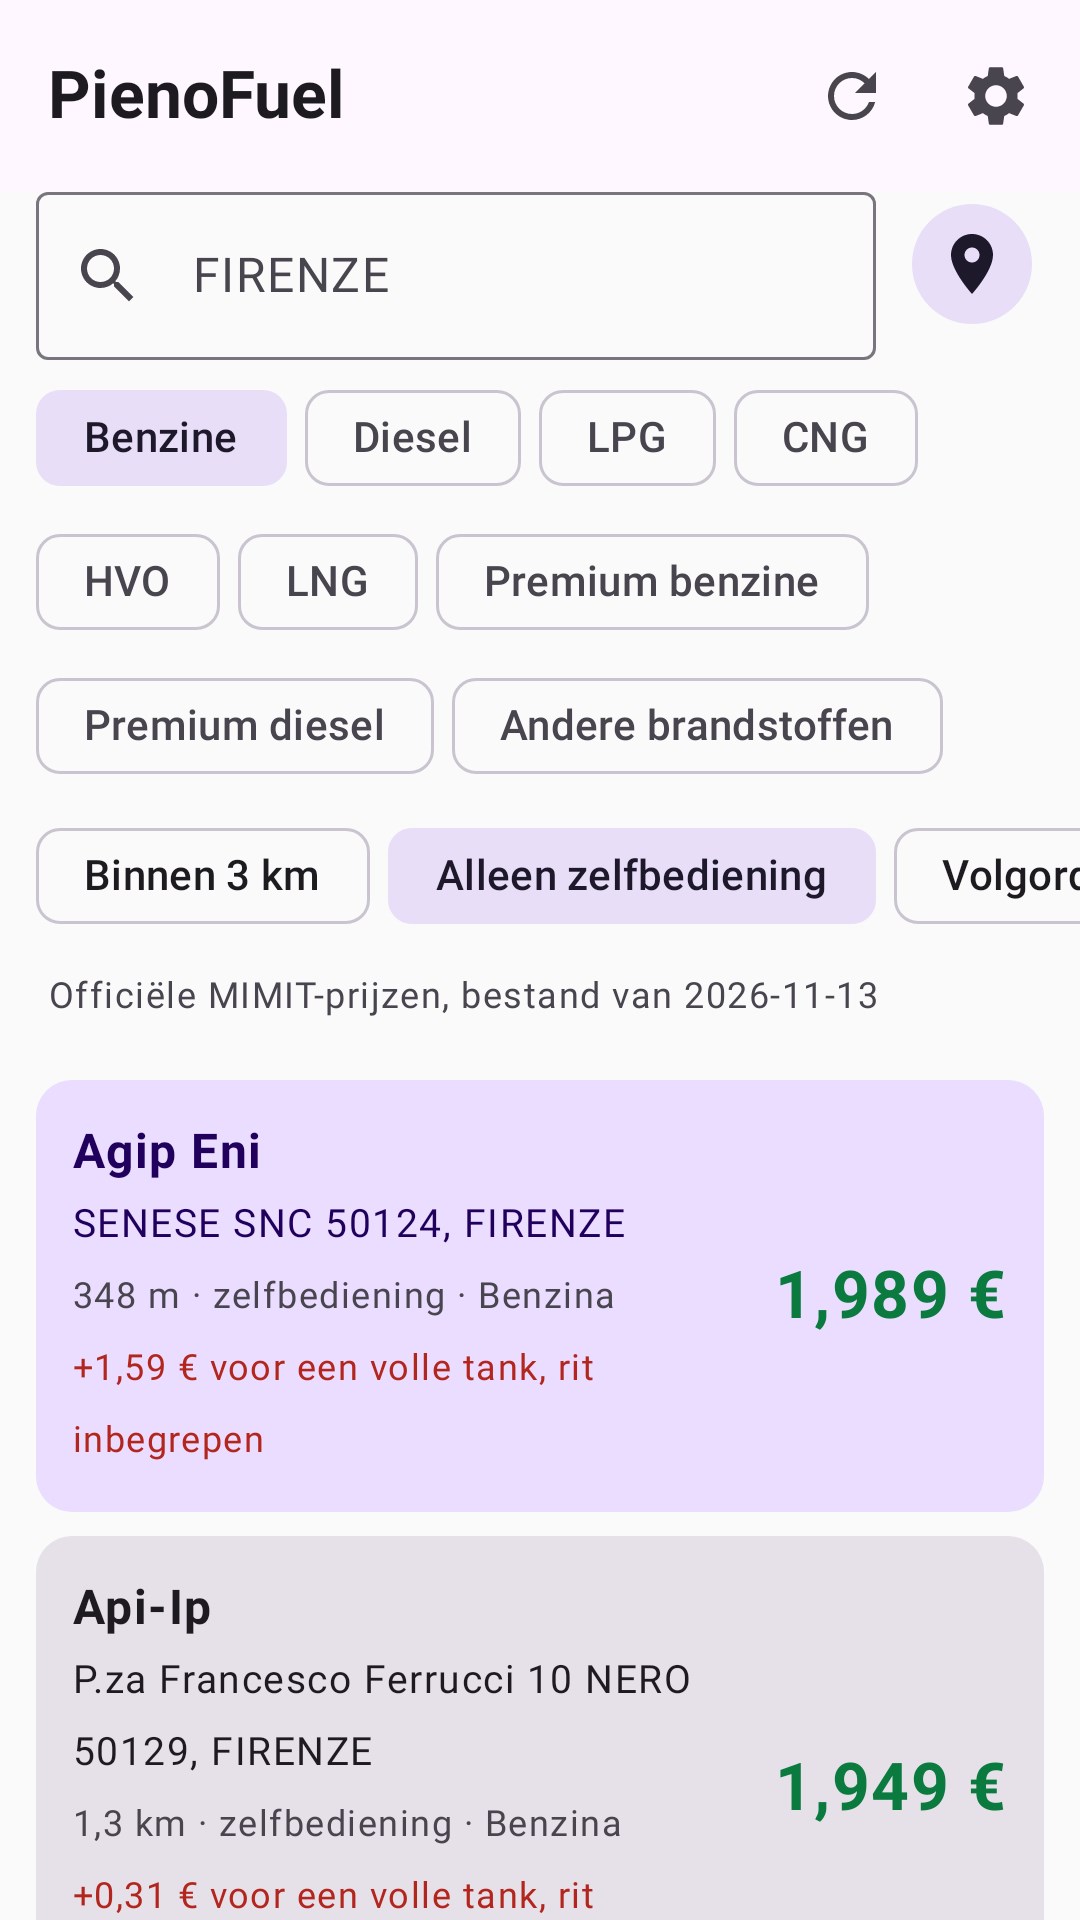 PienoFuel
FIRENZE
Benzine
Diesel
LPG
CNG
HVO
LNG
Premium benzine
Premium diesel
Andere brandstoffen
Binnen 3 km
Alleen zelfbediening
Officiële MIMIT-prijzen, bestand van 2026-11-13
Agip Eni
SENESE SNC 50124, FIRENZE
348 m · zelfbediening · Benzina
1,989 €
+1,59 € voor een volle tank, rit
inbegrepen
Api-Ip
P.za Francesco Ferrucci 10 NERO
50129, FIRENZE
1,949 €
1,3 km · zelfbediening · Benzina
+0,31 € voor een volle tank, rit